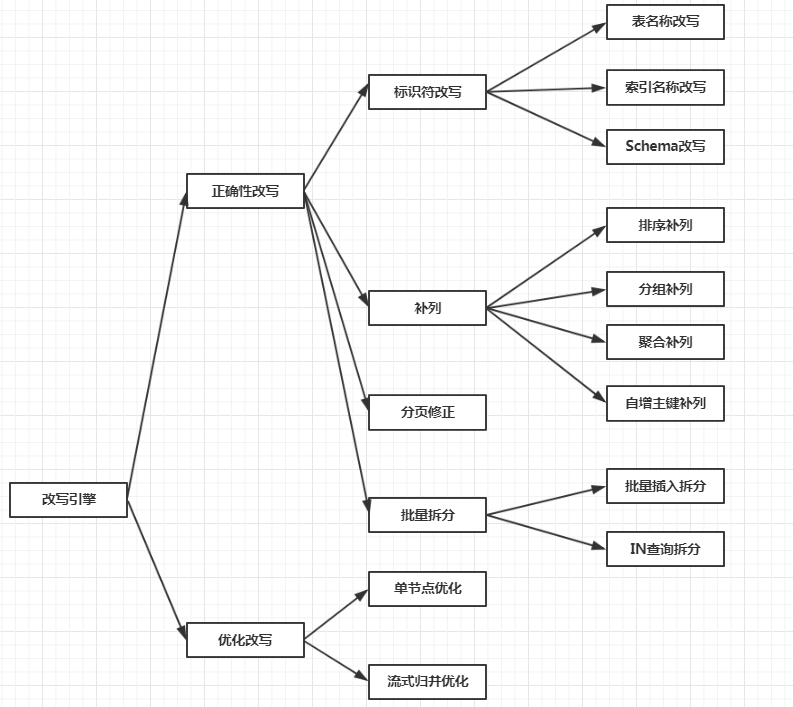 表名称改写
标识符改写
索引名称改写
Schema改写
正确性改写
排序补列
补列
分组补列
聚合补列
分页修正
自增主键补列
改写引擎
批量拆分
批量插入拆分
IN查询拆分
优化改写
单节点优化
流式归并优化